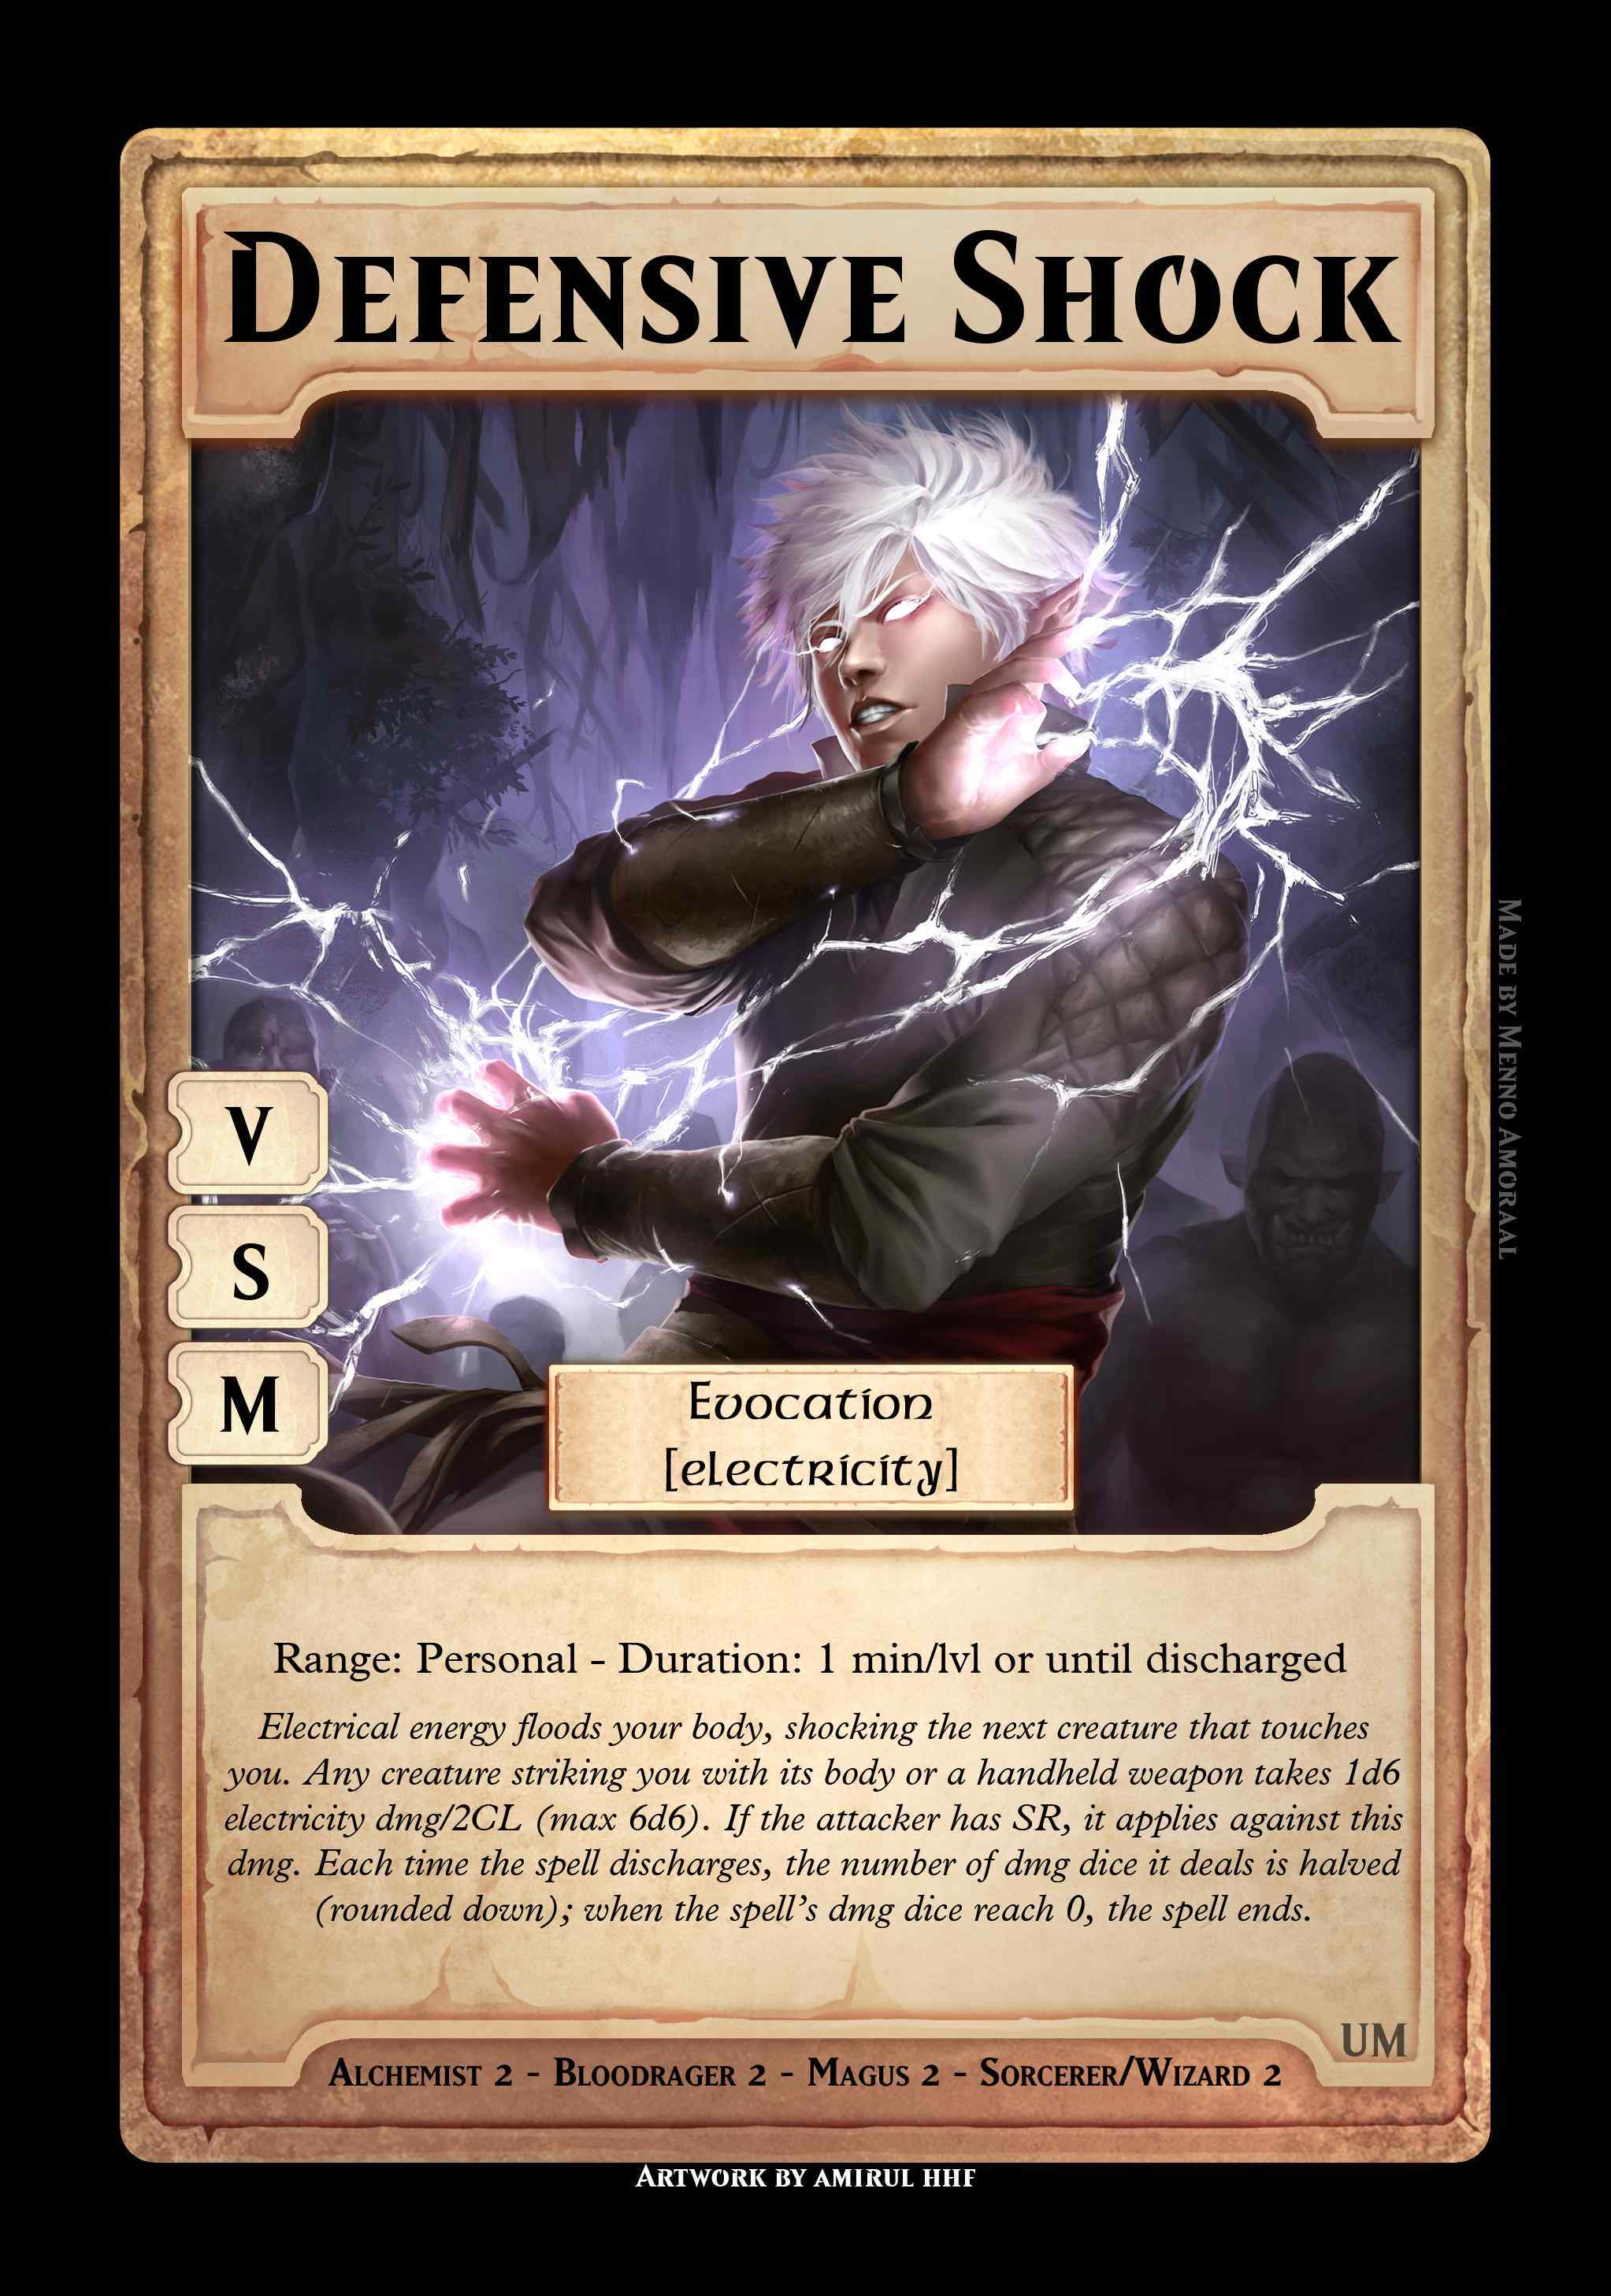 Defensive Shock
V
S
M
Evocation
[electricity]
Range: Personal - Duration: 1 min/lvl or until discharged
Electrical energy floods your body, shocking the next creature that touches
you. Any creature striking you with its body or a handheld weapon takes 1d6
electricity dmg/2CL (max 6d6). If the attacker has SR, it applies against this
dmg. Each time the spell discharges, the number of dmg dice it deals is halved
(rounded down); when the spell's dmg dice reach 0, the spell ends.
UM
Alchemist 2 - Bloodrager 2 - Magus 2 - Sorcerer/Wizard 2
Artwork by amirul hhf
Made by Menno Amoraal